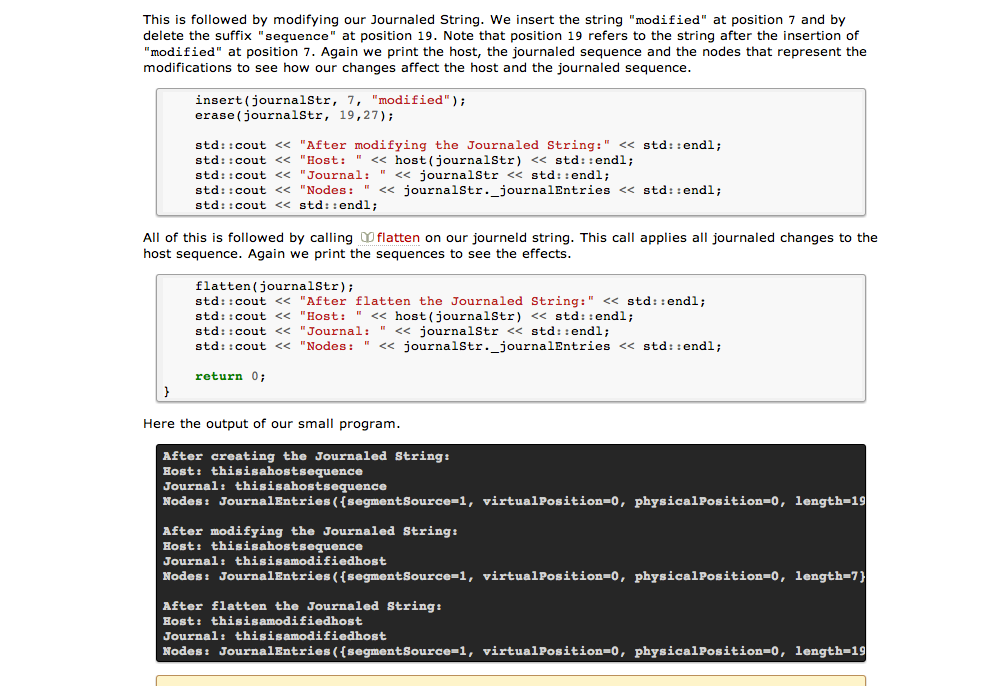 This is followed by modifying our Journaled String. We insert the string "modified" at position 7 and by
delete the suffix "sequence" at position 19. Note that position 19 refers to the string after the insertion of
"modified" at position 7. Again we print the host, the journaled sequence and the nodes that represent the
modifications to see how our changes affect the host and the journaled sequence.
insert(journalStr, 7, "modified");
erase(journalStr, 19,27);
std::cout << "After modifying the Journaled String:" << std::endl;
std::cout << "Host: " << host(journalStr) << std::endl;
std::cout << "Journal: " << journalStr << std::endl;
std::cout << "Nodes: " << journalStr._journalEntries << std::endl;
std::cout << std::endl;
All of this is followed by calling flatten on our journeld string. This call applies all journaled changes to the
host sequence. Again we print the sequences to see the effects.
flatten(journalStr);
std::cout << "After flatten the Journaled String:" << std::endl;
std::cout << "Host: " << host(journalStr) << std::endl;
std::cout << "Journal: " << journalStr << std::endl;
std::cout << "Nodes: " << journalStr._journalEntries << std::endl;
return 0;
}
Here the output of our small program.
After creating the Journaled String:
Host: thisisahostsequence
Journal: thisisahostsequence
Nodes: JournalEntries({segmentSource=1, virtualPosition=0, physicalPosition=0, length=19
After modifying the Journaled String:
Host: thisisahostsequence
Journal: thisisamodifiedhost
Nodes: JournalEntries({segmentSource=1, virtualPosition=0, physicalPosition=0, length=7}
After flatten the Journaled String:
Host: thisisamodifiedhost
Journal: thisisamodifiedhost
Nodes: JournalEntries({segmentSource=1, virtualPosition=0, physicalPosition=0, length=19